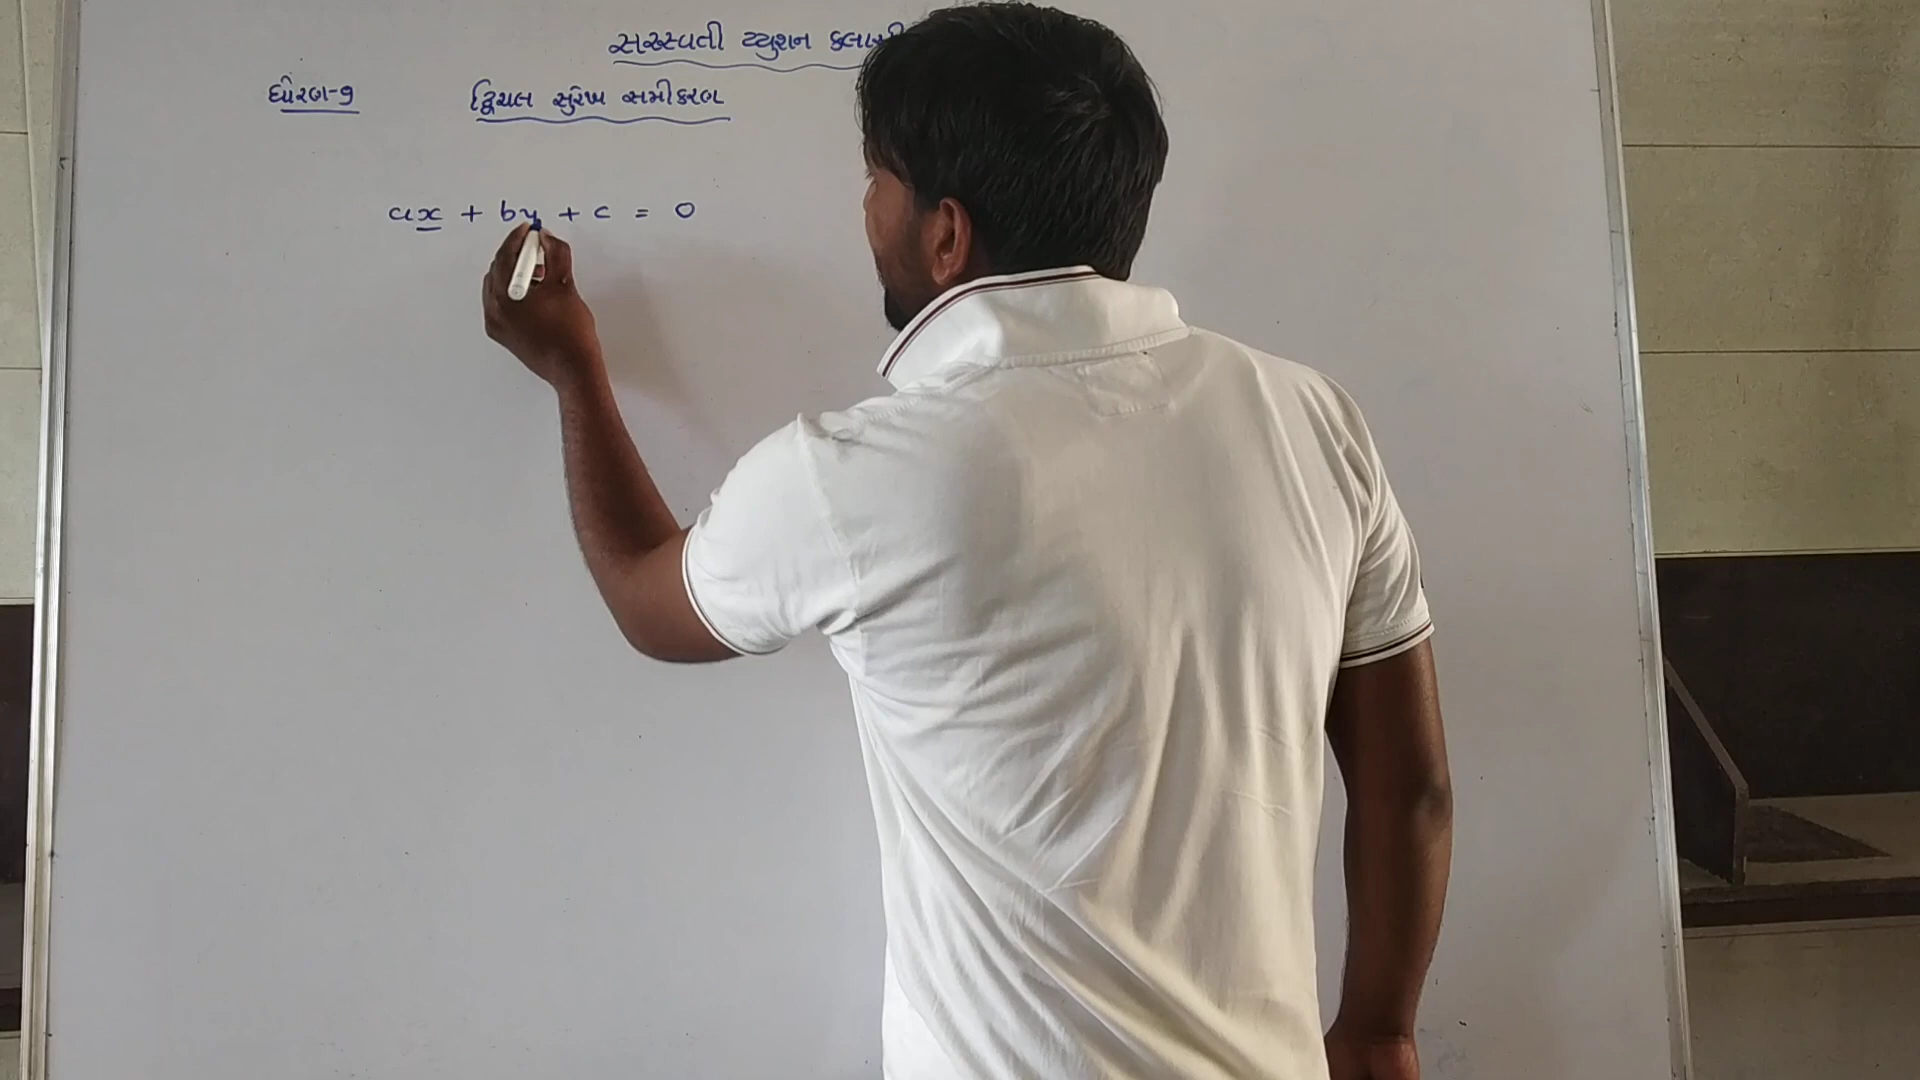 સરસ્વતી ટ્યુશન
ધોરણ-9 દ્વિચલ સુરેખ સમીકરણ
ax + by + c = 0